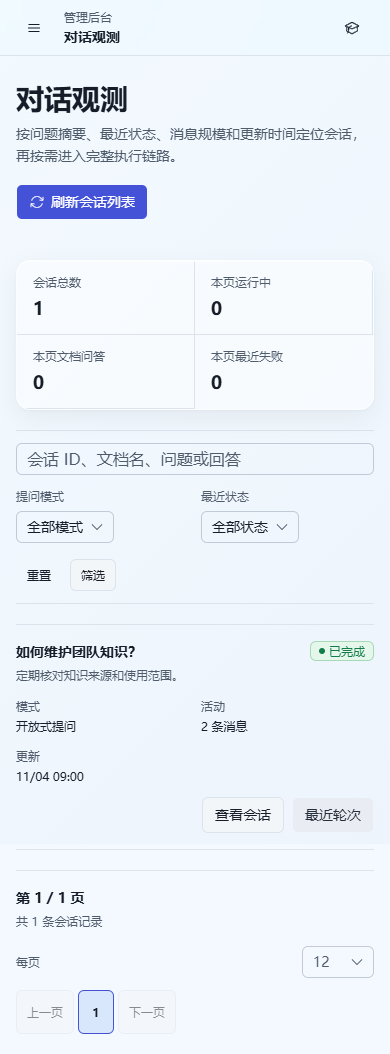 管理后台
对话观测
对话观测
按问题摘要、最近状态、消息规模和更新时间定位会话，
再按需进入完整执行链路。
刷新会话列表
会话总数
1
本页运行中
0
本页文档问答
0
本页最近失败
0
会话 ID、文档名、问题或回答
提问模式
全部模式
最近状态
全部状态
重置
筛选
如何维护团队知识？
已完成
定期核对知识来源和使用范围。
模式
开放式提问
活动
2 条消息
更新
11/04 09:00
查看会话
最近轮次
第 1 / 1 页
共 1 条会话记录
每页
12
上一页
1
下一页